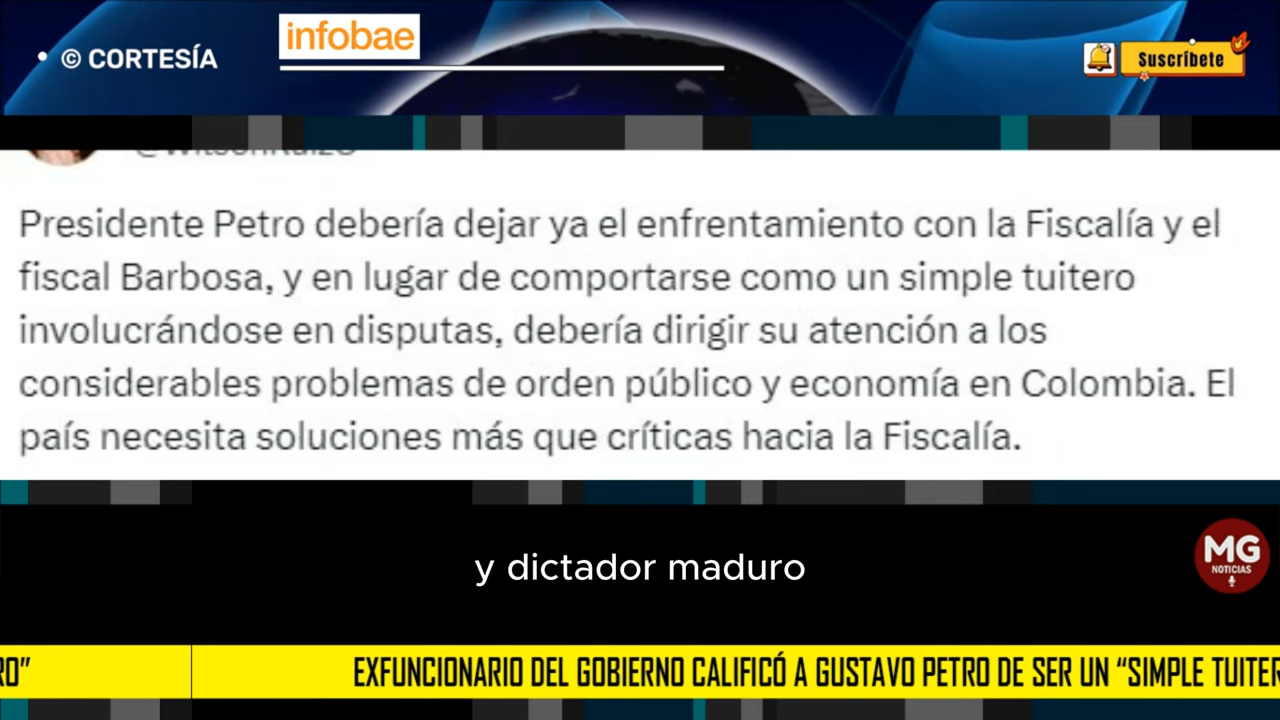 © CORTESÍA
infobae
Suscríbete
Presidente Petro debería dejar ya el enfrentamiento con la Fiscalía y el
fiscal Barbosa, y en lugar de comportarse como un simple tuitero
involucrándose en disputas, debería dirigir su atención a los
considerables problemas de orden público y economía en Colombia. El
país necesita soluciones más que críticas hacia la Fiscalía.
y dictador maduro
MG
NOTICIAS
RO” EXFUNCIONARIO DEL GOBIERNO CALIFICÓ A GUSTAVO PETRO DE SER UN “SIMPLE TUITER